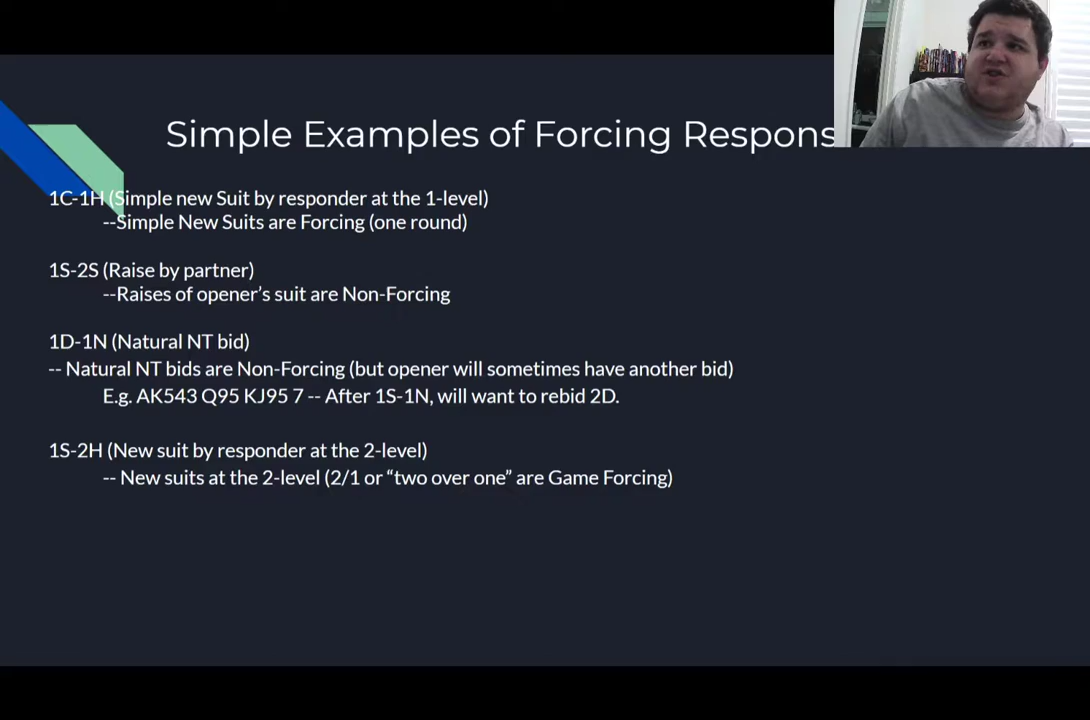 Simple Examples of Forcing Respons
1C-1H (Simple new Suit by responder at the 1-level)
--Simple New Suits are Forcing (one round)
1S-2S (Raise by partner)
--Raises of opener’s suit are Non-Forcing
1D-1N (Natural NT bid)
-- Natural NT bids are Non-Forcing (but opener will sometimes have another bid)
E.g. AK543 Q95 KJ95 7 -- After 1S-1N, will want to rebid 2D.
1S-2H (New suit by responder at the 2-level)
-- New suits at the 2-level (2/1 or “two over one” are Game Forcing)